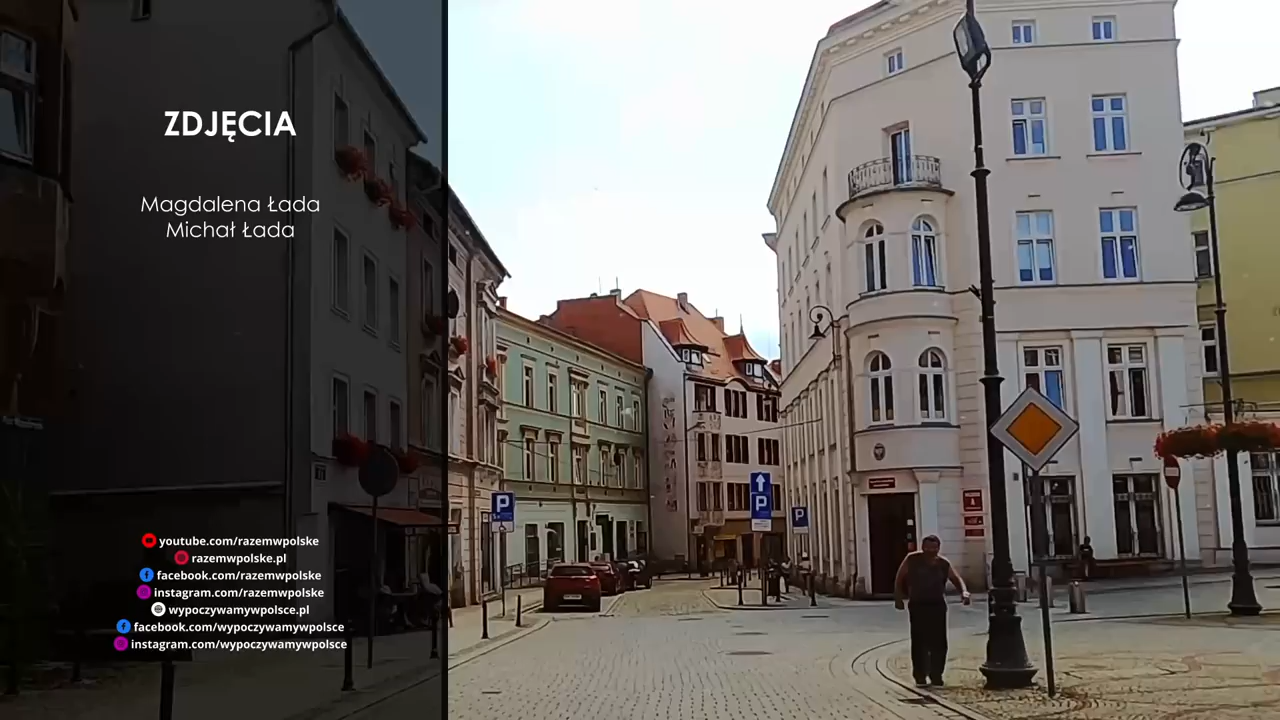 ZDJĘCIA
Magdalena Łada
Michał Łada
youtube.com/razemwpolske
razemwpolske.pl
facebook.com/razemwpolske
instagram.com/razemwpolske
wypoczywamywpolsce.pl
facebook.com/wypoczywamywpolsce
instagram.com/wypoczywamywpolsce
P
P
P